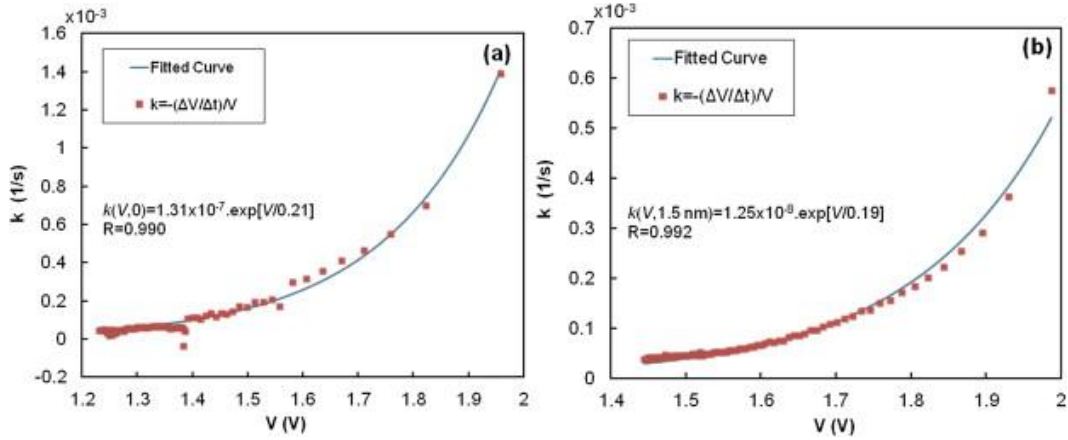 x10-3
1.6
1.4
1.2
1
0.8
0.6
0.4
0.2
0
-0.2
k (1/s)
(a)
Fitted Curve
k=-(ΔV/Δt)/V
k(V,0)=1.31x10-7.exp[V/0.21]
R=0.990
1.2 1.3 1.4 1.5 1.6 1.7 1.8 1.9 2
V (V)
x10-3
0.7
0.6
0.5
0.4
0.3
0.2
0.1
0
k (1/s)
(b)
Fitted Curve
k=-(ΔV/Δt)/V
k(V,1.5 nm)=1.25x10-8.exp[V/0.19]
R=0.992
1.4 1.5 1.6 1.7 1.8 1.9 2
V (V)